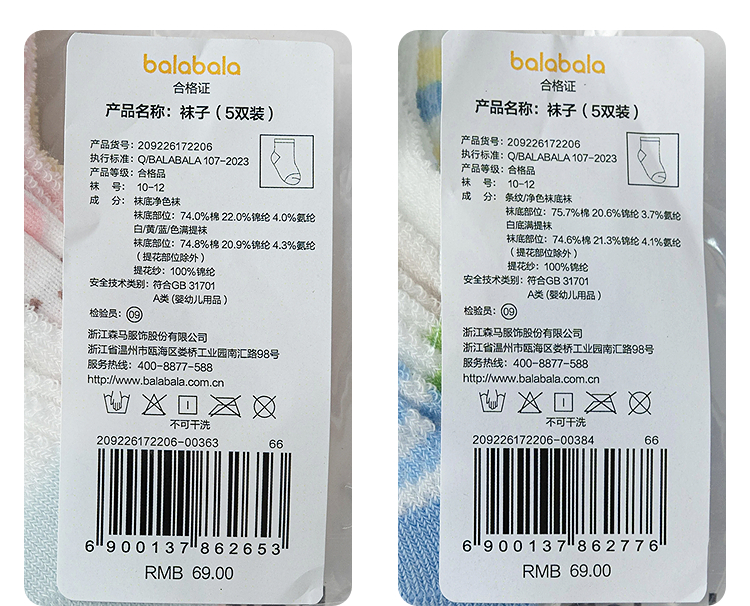 balabala
合格证
产品名称：袜子（5双装）
产品货号：209226172206
执行标准：Q/BALABALA 107-2023
产品等级：合格品
袜　号：10-12
成　分：袜底净色袜
袜底部位：74.0%棉 22.0%锦纶 4.0%氨纶
白/黄/蓝/色满提袜
袜底部位：74.8%棉 20.9%锦纶 4.3%氨纶
（提花部位除外）
提花纱：100%锦纶
安全技术类别：符合GB 31701
A类（婴幼儿用品）
检验员：09
浙江森马服饰股份有限公司
浙江省温州市瓯海区娄桥工业园南汇路98号
服务热线：400-8877-588
http://www.balabala.com.cn
不可干洗
209226172206-00363 66
6 900137 862653
RMB 69.00
balabala
合格证
产品名称：袜子（5双装）
产品货号：209226172206
执行标准：Q/BALABALA 107-2023
产品等级：合格品
袜　号：10-12
成　分：条纹/净色袜底袜
袜底部位：75.7%棉 20.6%锦纶 3.7%氨纶
白底满提袜
袜底部位：74.6%棉 21.3%锦纶 4.1%氨纶
（提花部位除外）
提花纱：100%锦纶
安全技术类别：符合GB 31701
A类（婴幼儿用品）
检验员：09
浙江森马服饰股份有限公司
浙江省温州市瓯海区娄桥工业园南汇路98号
服务热线：400-8877-588
http://www.balabala.com.cn
不可干洗
209226172206-00384 66
6 900137 862776
RMB 69.00